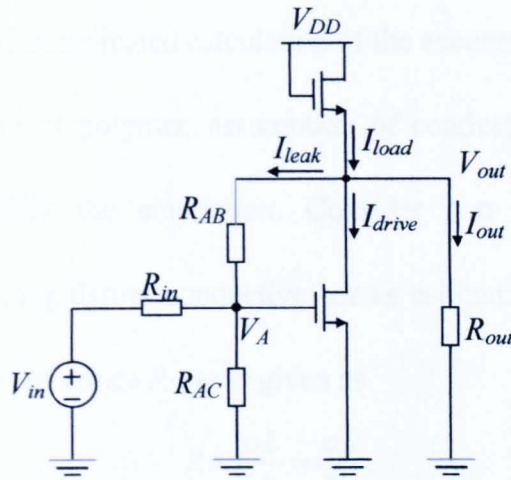 V_DD
I_leak
I_load
V_out
R_AB
I_drive
I_out
R_in
V_A
R_out
V_in
R_AC